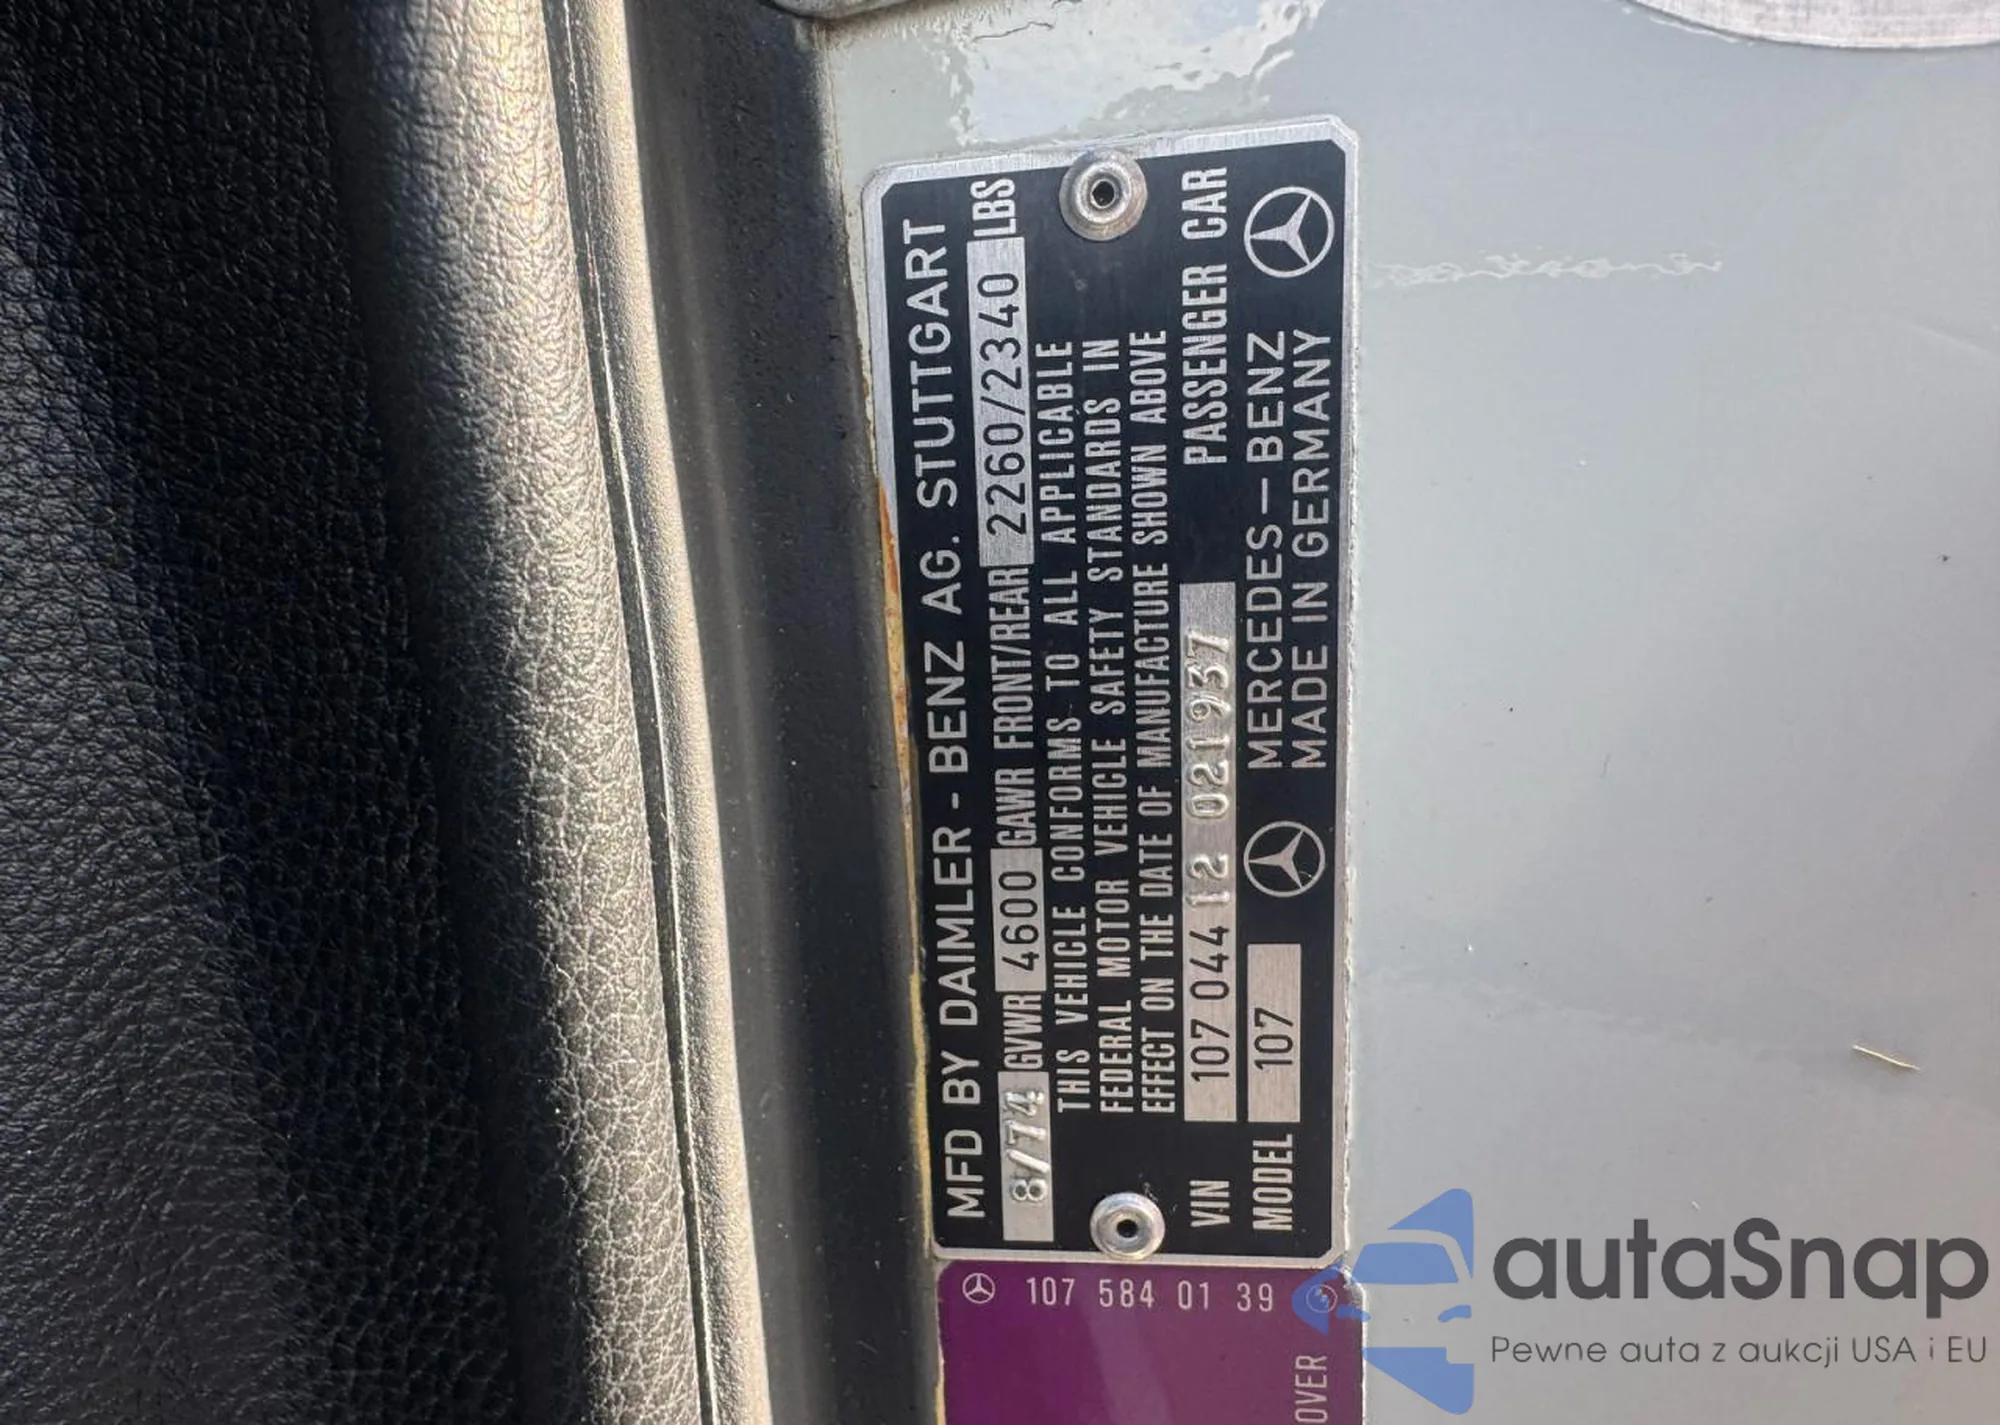 MFD BY DAIMLER - BENZ AG. STUTTGART
8/74 GVWR 4600 GAWR FRONT/REAR 2260/2340 LBS
THIS VEHICLE CONFORMS TO ALL APPLICABLE
FEDERAL MOTOR VEHICLE SAFETY STANDARDS IN
EFFECT ON THE DATE OF MANUFACTURE SHOWN ABOVE
VIN 107 044 12 021937 PASSENGER CAR
MODEL 107 MERCEDES-BENZ
MADE IN GERMANY
107 584 01 39
OVER
autaSnap
Pewne auta z aukcji USA i EU